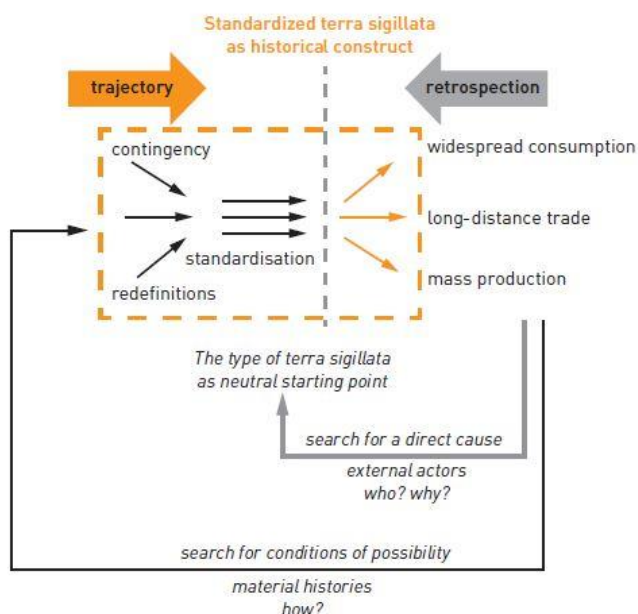 Standardized terra sigillata
as historical construct
trajectory
retrospection
contingency
widespread consumption
long-distance trade
standardisation
redefinitions
mass production
The type of terra sigillata
as neutral starting point
search for a direct cause
external actors
who? why?
search for conditions of possibility
material histories
how?